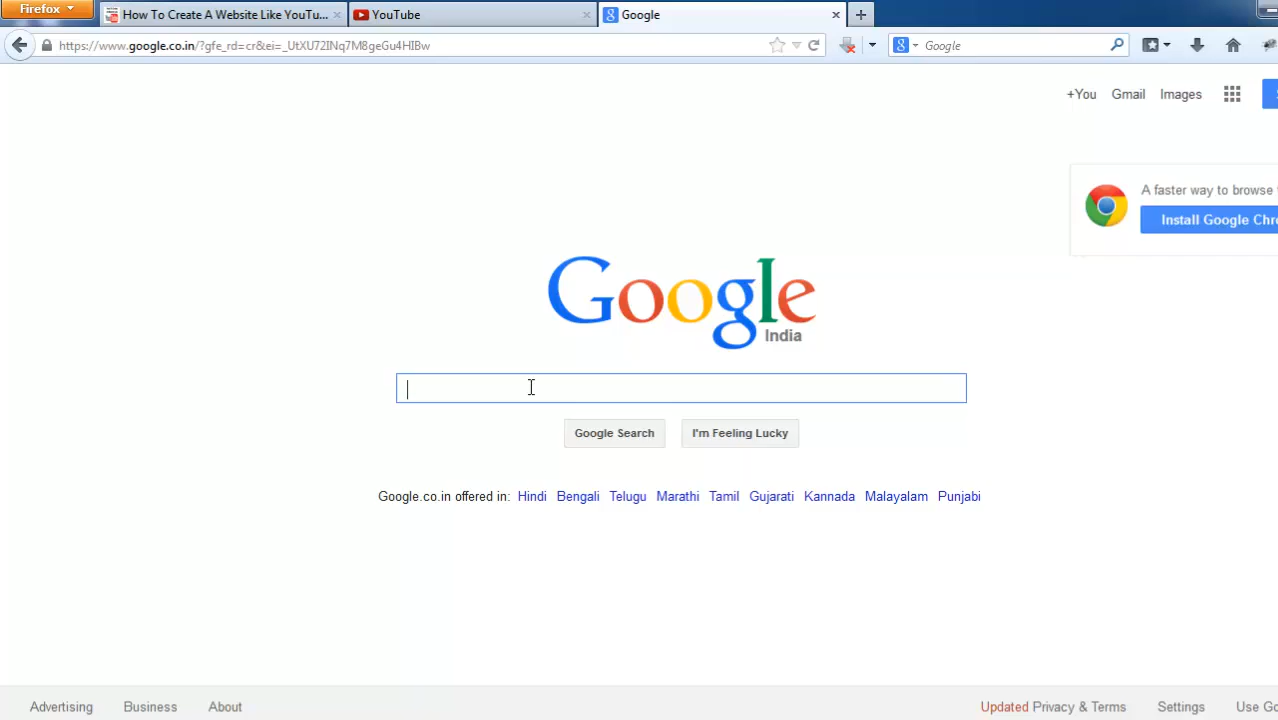 Firefox
How To Create A Website Like YouTu...
YouTube
Google
https://www.google.co.in/?gfe_rd=cr&ei=_UtXU72INq7M8geGu4HIBw
Google
+You Gmail Images
A faster way to browse
Install Google Chr
Google
India
Google Search I'm Feeling Lucky
Google.co.in offered in: Hindi Bengali Telugu Marathi Tamil Gujarati Kannada Malayalam Punjabi
Advertising Business About Updated Privacy & Terms Settings Use Go